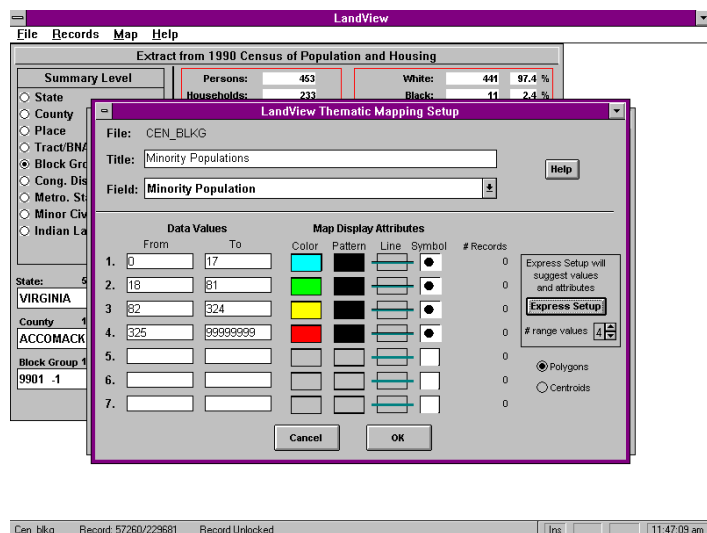 LandView
File Records Map Help
Extract from 1990 Census of Population and Housing
Summary Level
Persons: 453 White: 441 97.4 %
Households: 233 Black: 11 2.4 %
State
County
Place
Tract/BNA
Block Gro
Cong. Dis
Metro. St
Minor Civ
Indian La
State: 5
VIRGINIA
County 1
ACCOMACK
Block Group 1
9901 -1
LandView Thematic Mapping Setup
File: CEN_BLKG
Title: Minority Populations
Help
Field: Minority Population
Data Values Map Display Attributes
From To Color Pattern Line Symbol # Records
1. 0 17 0
2. 18 81 0
3 82 324 0
4. 325 99999999 0
5. 0
6. 0
7. 0
Express Setup will
suggest values
and attributes
Express Setup
# range values 4
Polygons
Centroids
Cancel OK
Cen_blkg Record: 57260/229681 Record Unlocked Ins 11:47:09 am